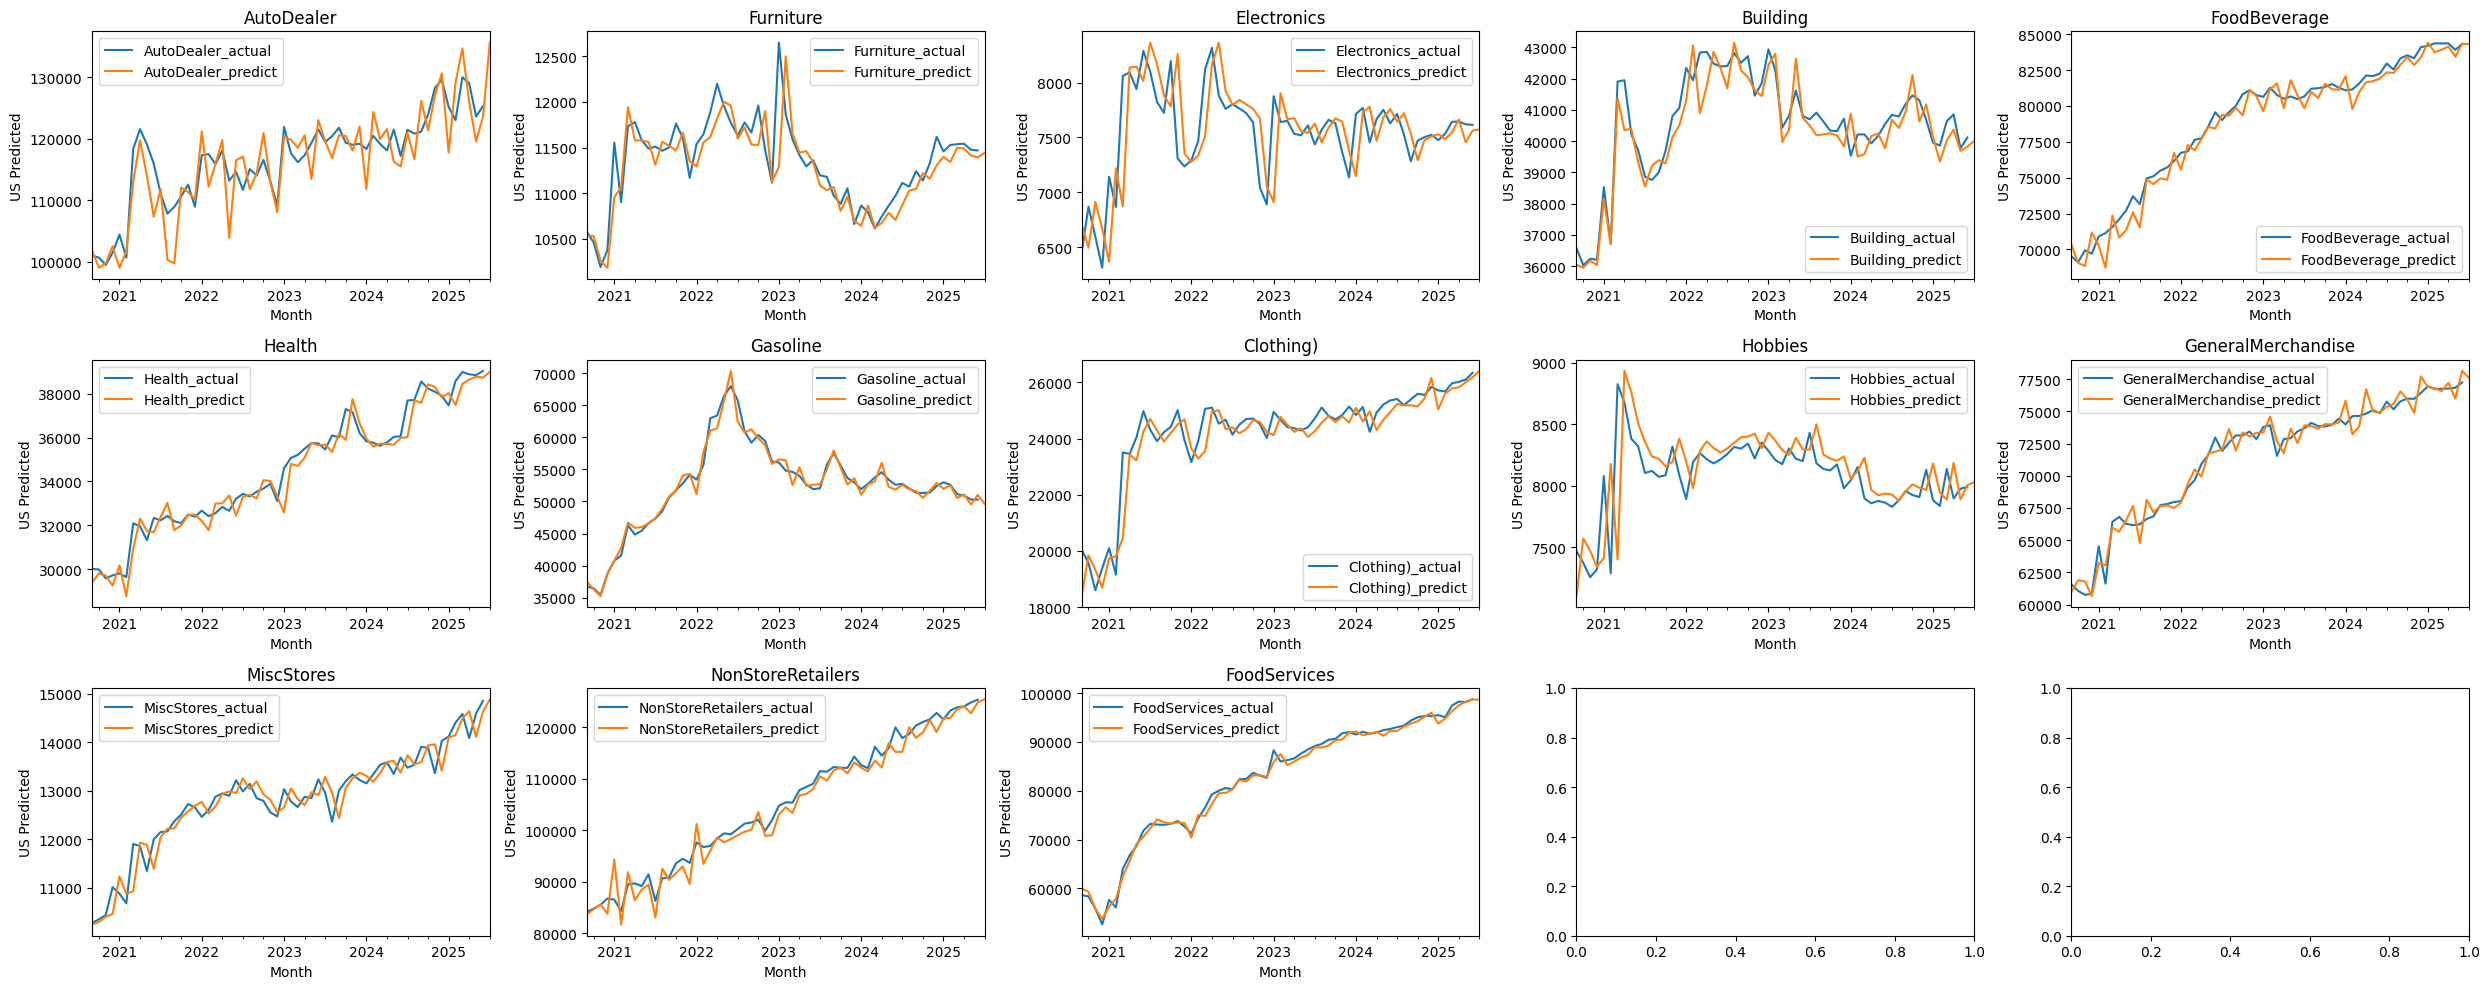 AutoDealer
AutoDealer_actual
AutoDealer_predict
US Predicted
130000
120000
110000
100000
2021 2022 2023 2024 2025
Month
Furniture
Furniture_actual
Furniture_predict
US Predicted
12500
12000
11500
11000
10500
2021 2022 2023 2024 2025
Month
Electronics
Electronics_actual
Electronics_predict
US Predicted
8000
7500
7000
6500
2021 2022 2023 2024 2025
Month
Building
Building_actual
Building_predict
US Predicted
43000
42000
41000
40000
39000
38000
37000
36000
2021 2022 2023 2024 2025
Month
FoodBeverage
FoodBeverage_actual
FoodBeverage_predict
US Predicted
85000
82500
80000
77500
75000
72500
70000
2021 2022 2023 2024 2025
Month
Health
Health_actual
Health_predict
US Predicted
38000
36000
34000
32000
30000
2021 2022 2023 2024 2025
Month
Gasoline
Gasoline_actual
Gasoline_predict
US Predicted
70000
65000
60000
55000
50000
45000
40000
35000
2021 2022 2023 2024 2025
Month
Clothing)
Clothing)_actual
Clothing)_predict
US Predicted
26000
24000
22000
20000
18000
2021 2022 2023 2024 2025
Month
Hobbies
Hobbies_actual
Hobbies_predict
US Predicted
9000
8500
8000
7500
2021 2022 2023 2024 2025
Month
GeneralMerchandise
GeneralMerchandise_actual
GeneralMerchandise_predict
US Predicted
77500
75000
72500
70000
67500
65000
62500
60000
2021 2022 2023 2024 2025
Month
MiscStores
MiscStores_actual
MiscStores_predict
US Predicted
15000
14000
13000
12000
11000
2021 2022 2023 2024 2025
Month
NonStoreRetailers
NonStoreRetailers_actual
NonStoreRetailers_predict
US Predicted
120000
110000
100000
90000
80000
2021 2022 2023 2024 2025
Month
FoodServices
FoodServices_actual
FoodServices_predict
US Predicted
100000
90000
80000
70000
60000
2021 2022 2023 2024 2025
Month
1.0
0.8
0.6
0.4
0.2
0.0
0.0 0.2 0.4 0.6 0.8 1.0
1.0
0.8
0.6
0.4
0.2
0.0
0.0 0.2 0.4 0.6 0.8 1.0